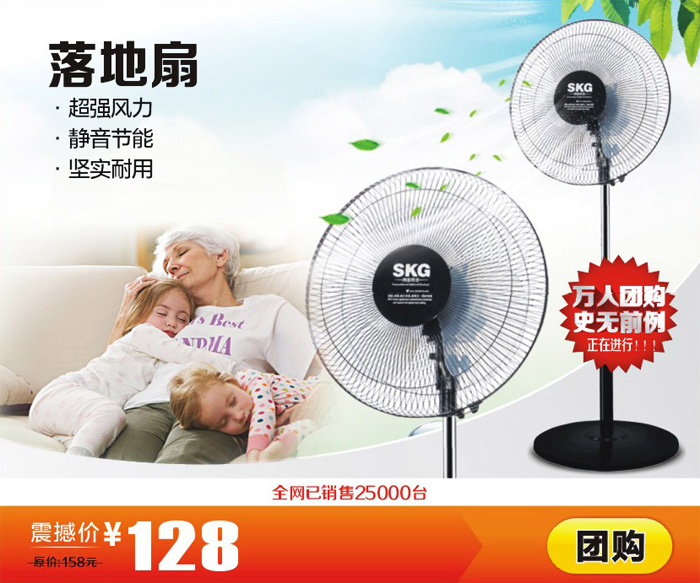 落地扇
· 超强风力
· 静音节能
· 坚实耐用
SKG
SKG
s Best
NDMA
万人团购
史无前例
正在进行!!!
全网已销售25000台
震撼价¥128
原价:158元
团购